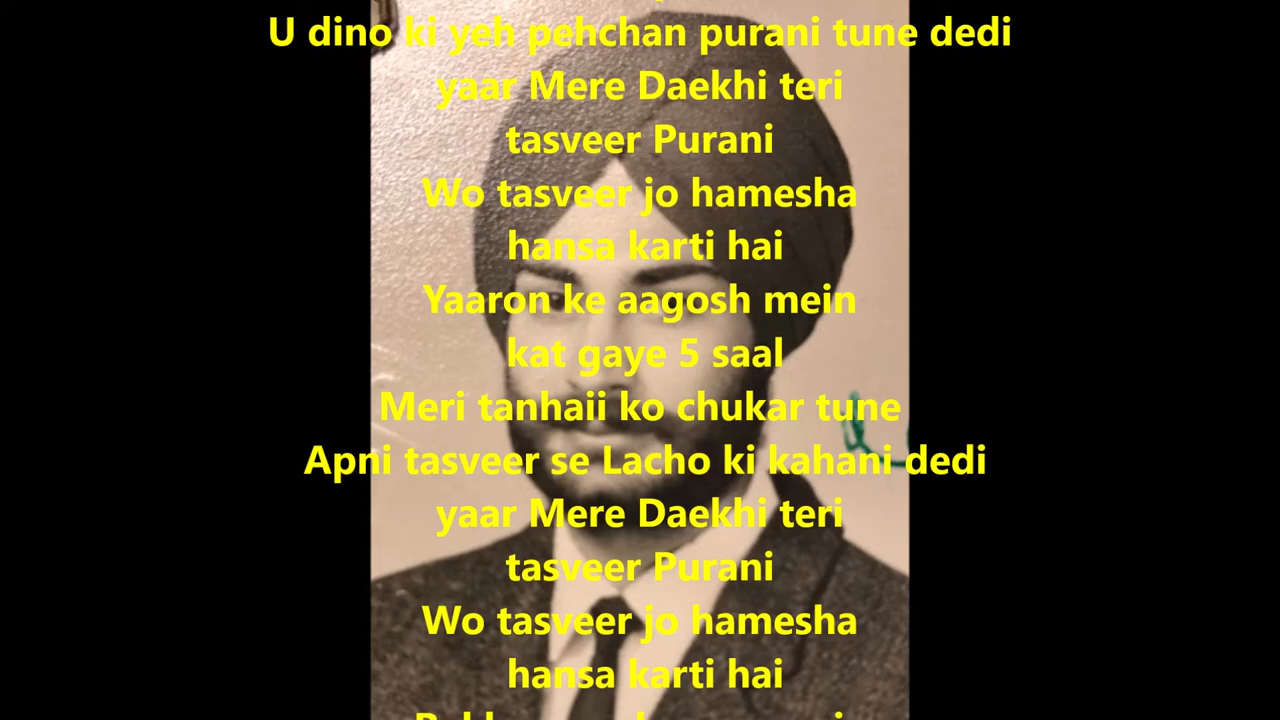 U dino ki yeh pehchan purani tune dedi
yaar Mere Daekhi teri
tasveer Purani
Wo tasveer jo hamesha
hansa karti hai
Yaaron ke aagosh mein
kat gaye 5 saal
Meri tanhaii ko chukar tune
Apni tasveer se Lacho ki kahani dedi
yaar Mere Daekhi teri
tasveer Purani
Wo tasveer jo hamesha
hansa karti hai